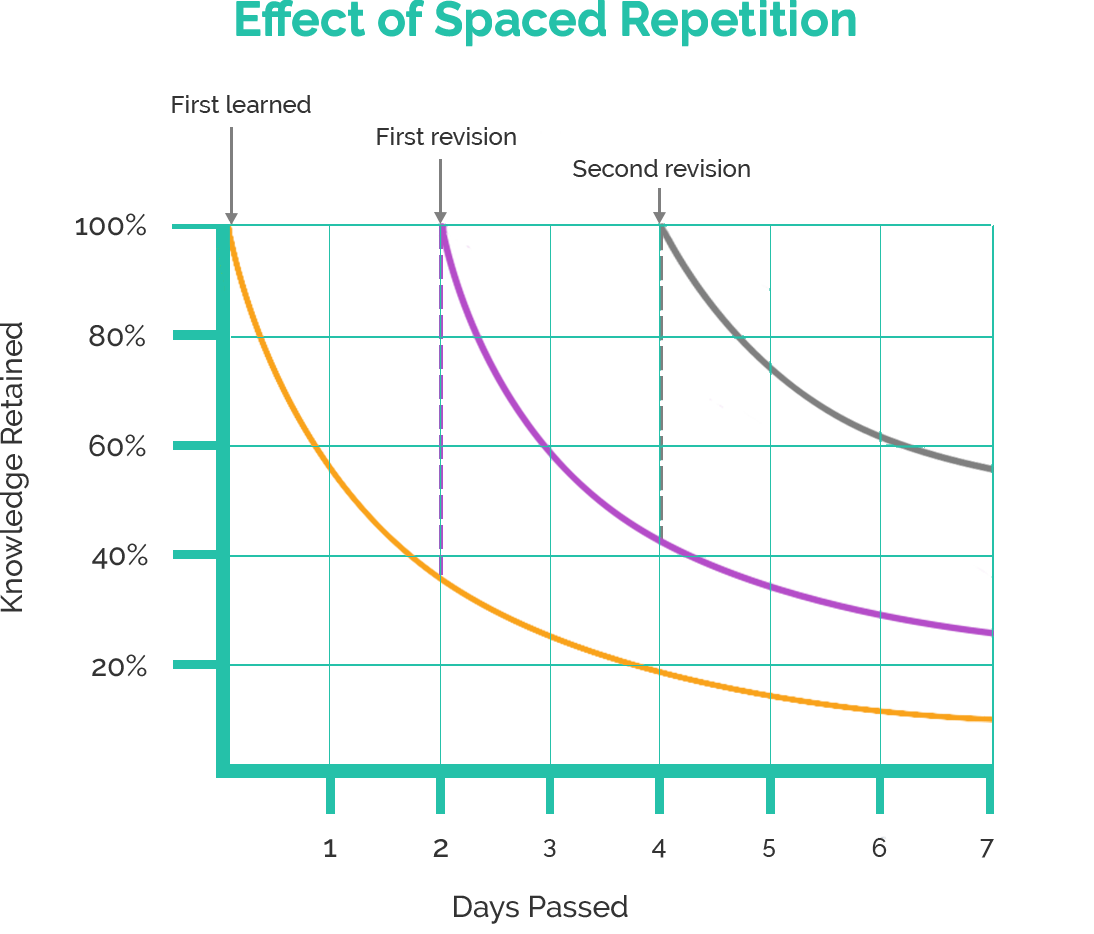 Effect of Spaced Repetition
First learned
First revision
Second revision
100%
80%
60%
40%
20%
Knowledge Retained
1 2 3 4 5 6 7
Days Passed